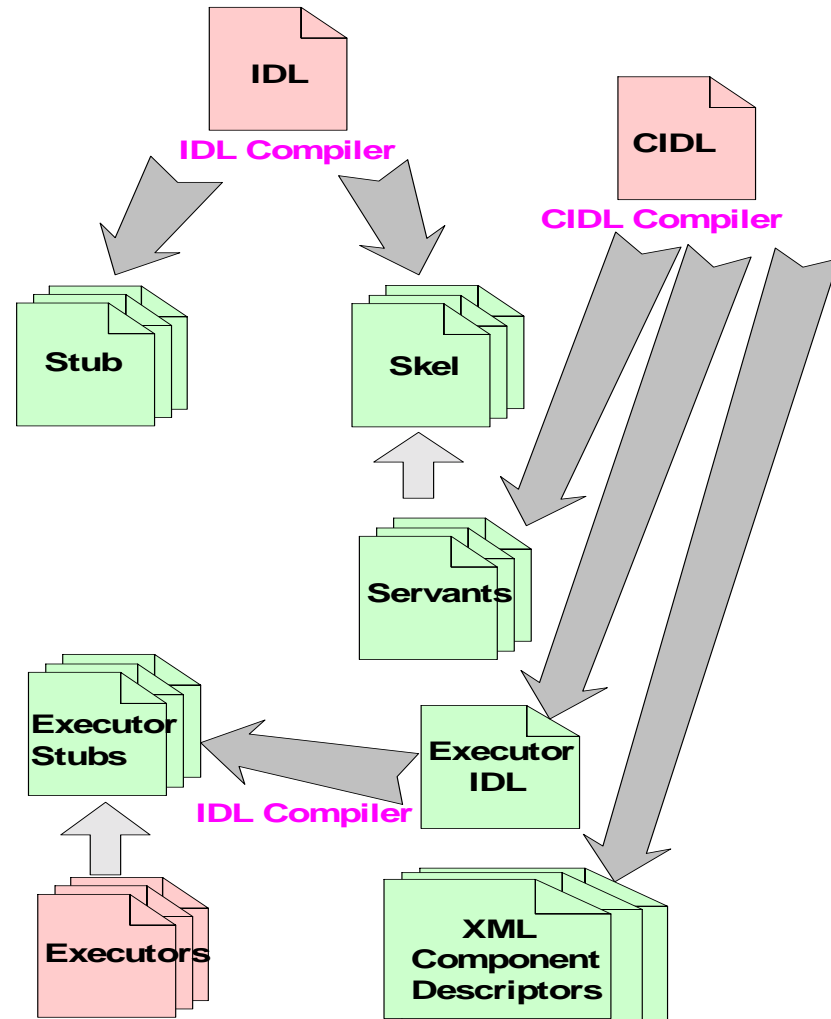 IDL
IDL Compiler
CIDL
CIDL Compiler
Stub
Skel
Servants
Executor
Stubs
Executor
IDL
IDL Compiler
Executors
XML
Component
Descriptors